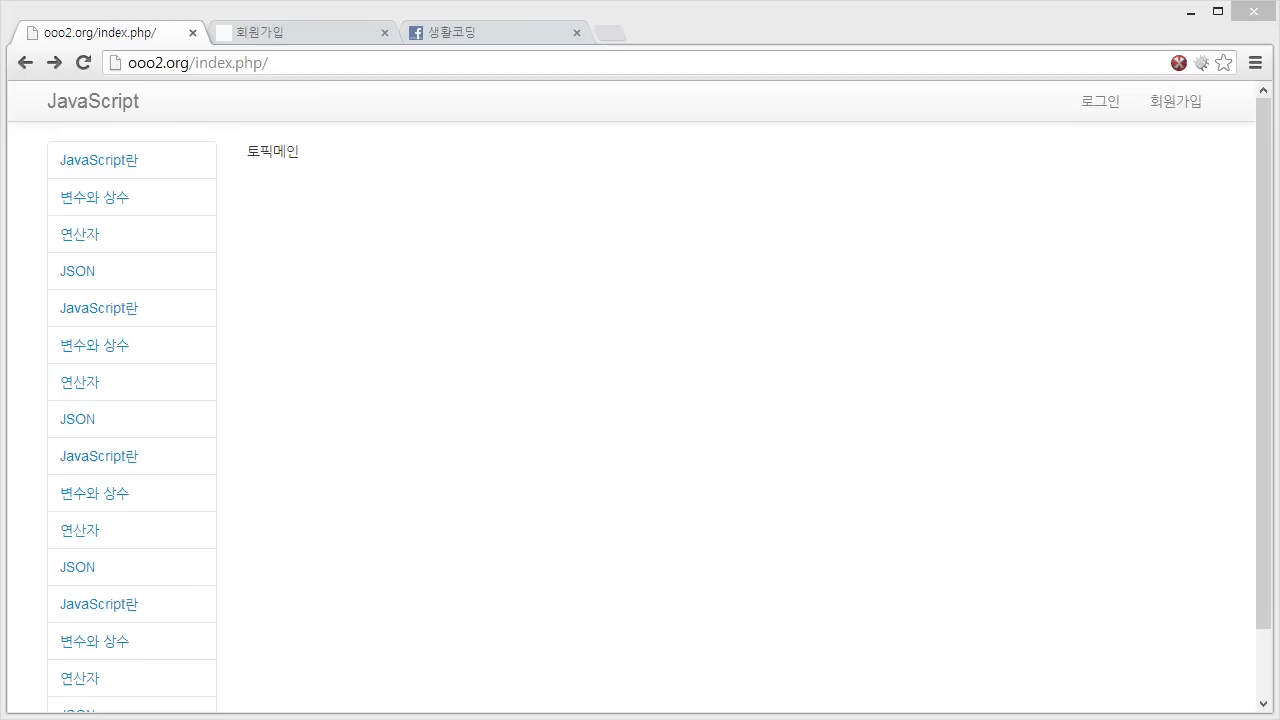 ooo2.org/index.php/
회원가입
생활코딩
ooo2.org/index.php/
JavaScript
로그인
회원가입
JavaScript란
토픽메인
변수와 상수
연산자
JSON
JavaScript란
변수와 상수
연산자
JSON
JavaScript란
변수와 상수
연산자
JSON
JavaScript란
변수와 상수
연산자
JSON